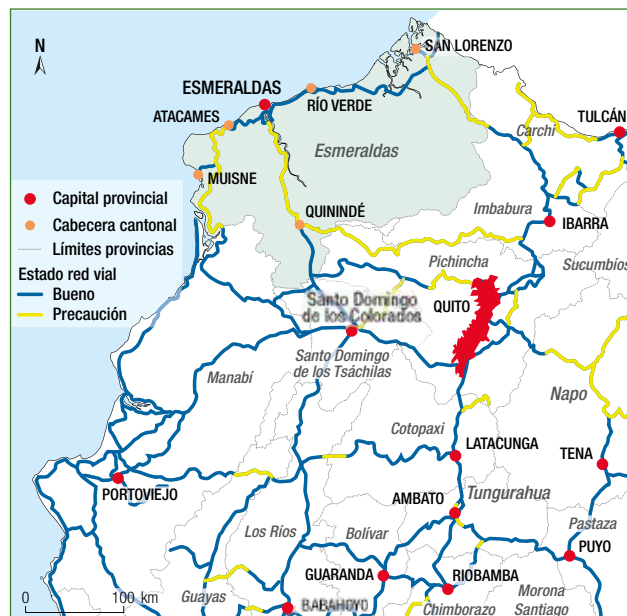 N
SAN LORENZO
ESMERALDAS
RÍO VERDE
ATACAMES
TULCÁN
Carchi
Esmeraldas
MUISNE
Capital provincial
Cabecera cantonal
Límites provincias
Estado red vial
Bueno
Precaución
QUININDÉ
Imbabura
IBARRA
Pichincha
Sucumbíos
QUITO
Santo Domingo
de los Colorados
Santo Domingo
de los Tsáchilas
Manabí
Napo
Cotopaxi
LATACUNGA
TENA
PORTOVIEJO
AMBATO
Tungurahua
Los Ríos
Bolívar
Pastaza
PUYO
GUARANDA
RIOBAMBA
Guayas
BABAHOYO
Chimborazo
Morona
Santiago
0 100 km